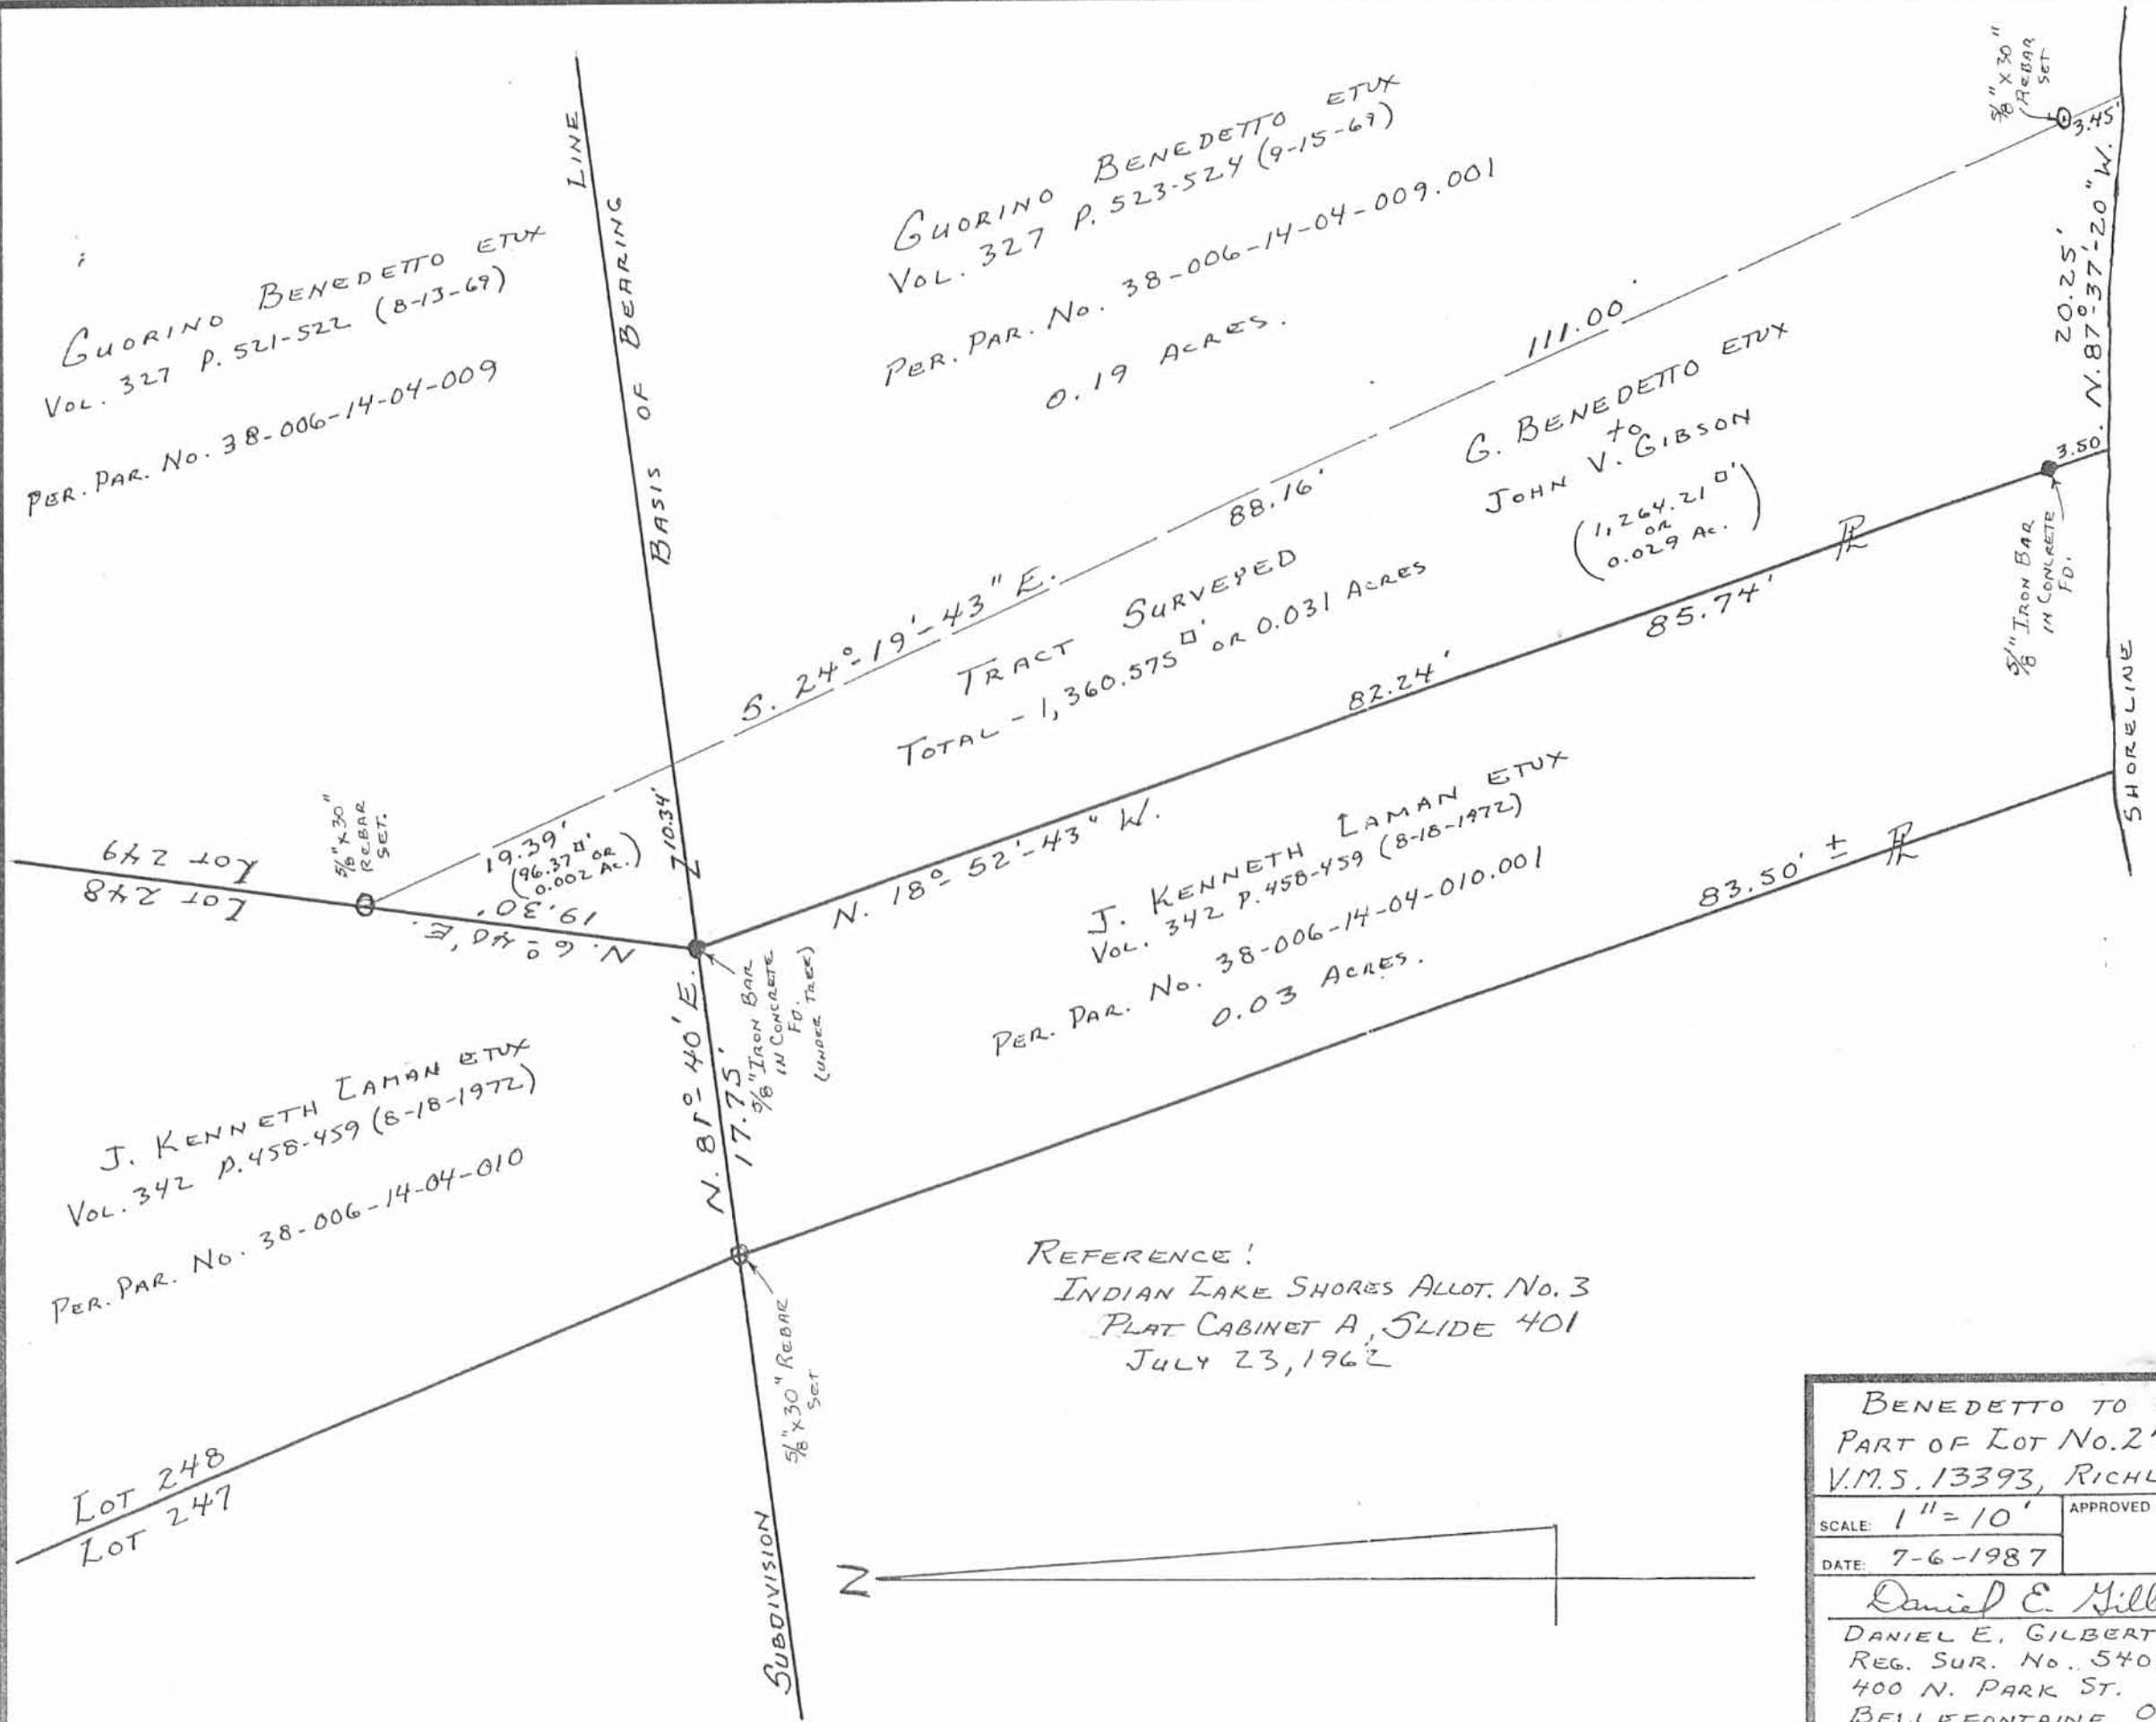 GUORINO BENEDETTO ETUX
VOL. 327 P. 521-522 (8-13-69)
PER. PAR. NO. 38-006-14-04-009
LINE
BASIS OF BEARING
GUORINO BENEDETTO ETUX
VOL. 327 P. 523-524 (9-15-69)
PER. PAR. NO. 38-006-14-04-009.001
0.19 ACRES.
5/8" X 30"
REBAR
SET
3.45'
20.25'
N. 87°-37'-20" W.
111.00'
88.16'
S. 24°-19'-43" E.
G. BENEDETTO ETUX
to
JOHN V. GIBSON
(1,264.21 □'
OR
0.029 AC.)
TRACT SURVEYED
TOTAL - 1,360.575 □' OR 0.031 ACRES
3.50'
5/8" IRON BAR
IN CONCRETE
FD.
PL
85.74'
82.24'
N. 18°-52'-43" W.
SHORELINE
5/8" X 30"
REBAR
SET.
19.39'
(96.37 □' OR
0.002 AC.)
10.34'
LOT 249
LOT 248
19.30'
N. 6°-40' E.
J. KENNETH LAMAN ETUX
VOL. 342 P. 458-459 (8-18-1972)
PER. PAR. NO. 38-006-14-04-010.001
0.03 ACRES.
83.50' ± PL
N. 81°-40' E.
17.75'
5/8" IRON BAR
IN CONCRETE
FD.
(UNDER TREE)
J. KENNETH LAMAN ETUX
VOL. 342 P. 458-459 (8-18-1972)
PER. PAR. NO. 38-006-14-04-010
5/8" X 30" REBAR
SET
LOT 248
LOT 247
SUBDIVISION
REFERENCE:
INDIAN LAKE SHORES ALLOT. NO. 3
PLAT CABINET A, SLIDE 401
JULY 23, 1962
N
BENEDETTO TO
PART OF LOT NO. 2
V.M.S. 13393, RICHL
SCALE: 1" = 10'
APPROVED
DATE: 7-6-1987
Daniel E. Gilb
DANIEL E. GILBERT
REG. SUR. NO. 540
400 N. PARK ST.
BELLEFONTAINE, O